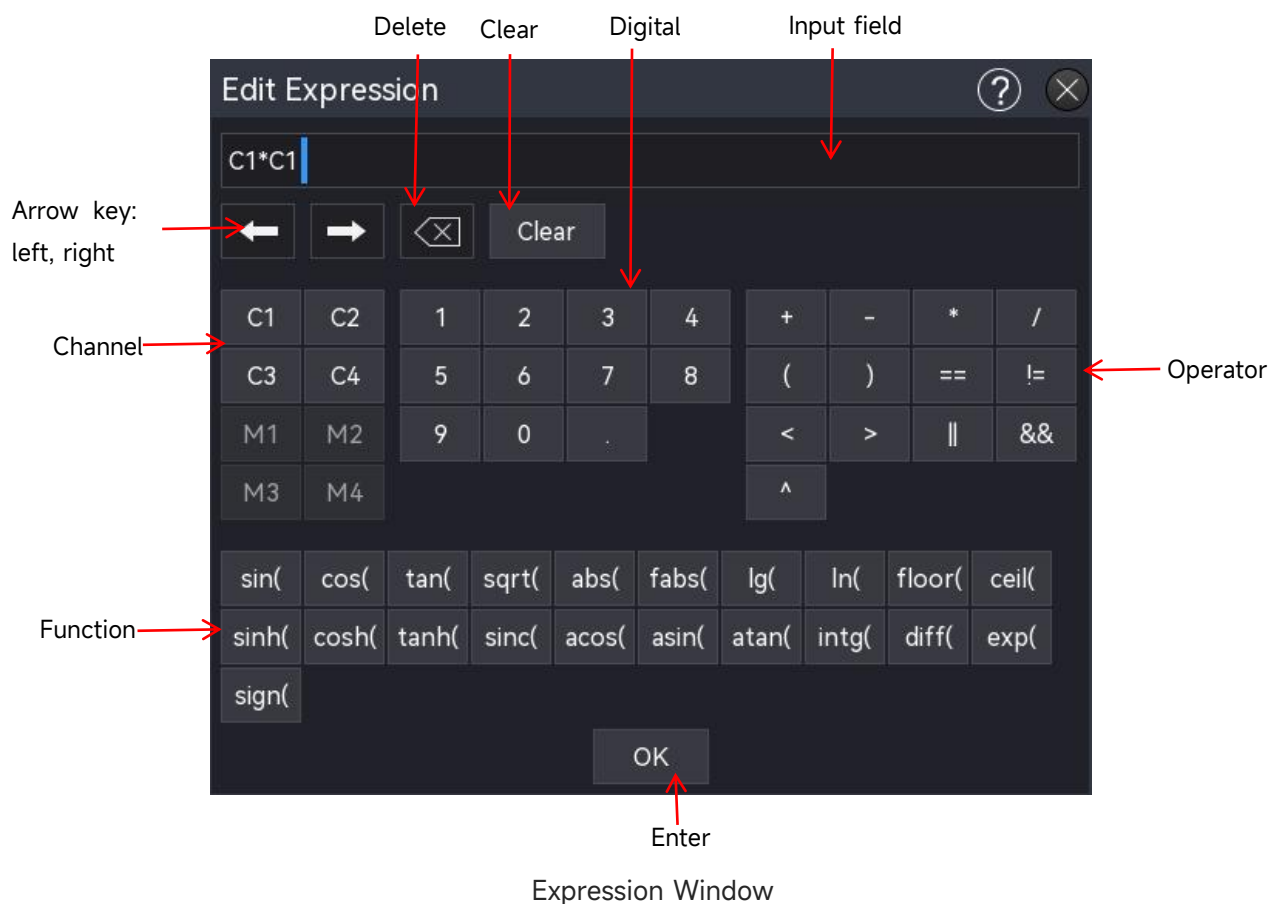 Delete Clear Digital Input field
Edit Expression ?
C1*C1
Arrow key:
left, right
Clear
C1 C2 1 2 3 4 + - * /
Channel
C3 C4 5 6 7 8 ( ) == !=
Operator
M1 M2 9 0 . < > || &&
M3 M4 ^
sin( cos( tan( sqrt( abs( fabs( lg( ln( floor( ceil(
Function
sinh( cosh( tanh( sinc( acos( asin( atan( intg( diff( exp(
sign(
OK
Enter
Expression Window